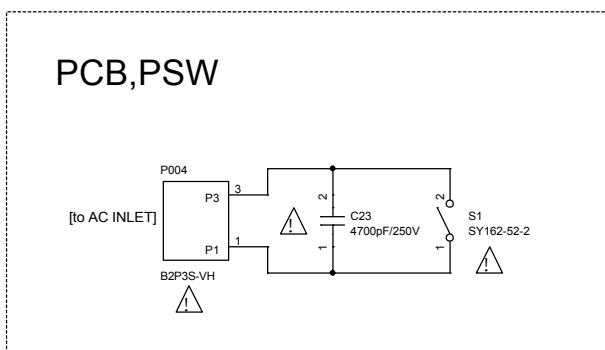 PCB,PSW
P004
P3 3
[to AC INLET]
P1 1
B2P3S-VH
!
!
2
C23
4700pF/250V
1
2
S1
SY162-52-2
1
!